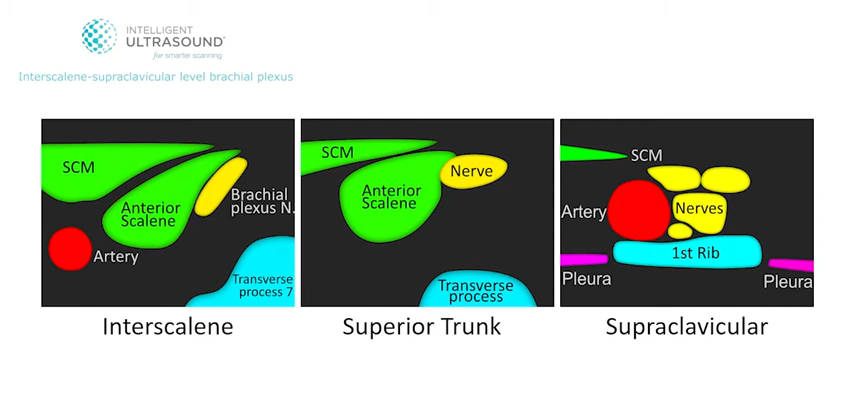 INTELLIGENT
ULTRASOUND
for smarter scanning
Interscalene-supraclavicular level brachial plexus
SCM
Anterior
Scalene
Brachial
plexus N.
Artery
Transverse
process 7
Interscalene
SCM
Anterior
Scalene
Nerve
Transverse
process
Superior Trunk
SCM
Artery
Nerves
1st Rib
Pleura
Pleura
Supraclavicular